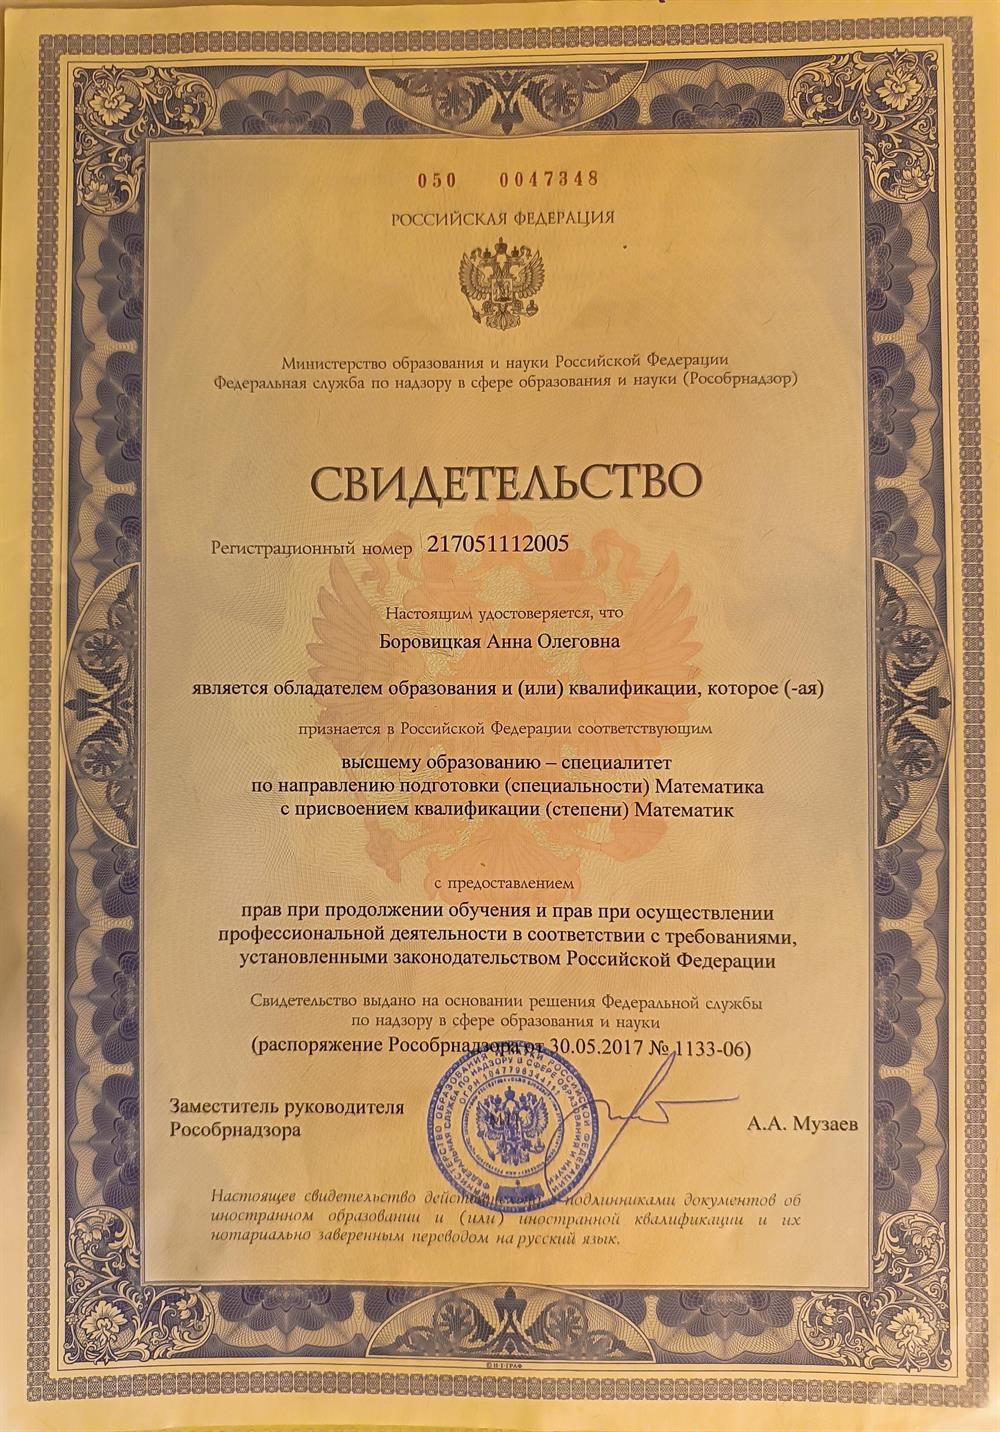 050 0047348
РОССИЙСКАЯ ФЕДЕРАЦИЯ
Министерство образования и науки Российской Федерации
Федеральная служба по надзору в сфере образования и науки (Рособрнадзор)
СВИДЕТЕЛЬСТВО
Регистрационный номер 217051112005
Настоящим удостоверяется, что
Боровицкая Анна Олеговна
является обладателем образования и (или) квалификации, которое (-ая)
признается в Российской Федерации соответствующим
высшему образованию – специалитет
по направлению подготовки (специальности) Математика
с присвоением квалификации (степени) Математик
с предоставлением
прав при продолжении обучения и прав при осуществлении
профессиональной деятельности в соответствии с требованиями,
установленными законодательством Российской Федерации
Свидетельство выдано на основании решения Федеральной службы
по надзору в сфере образования и науки
(распоряжение Рособрнадзора от 30.05.2017 № 1133-06)
Заместитель руководителя
Рособрнадзора
А.А. Музаев
Настоящее свидетельство подлинниками документов об
иностранном образовании и (или) иностранной квалификации и их
нотариально заверенным переводом на русский язык.